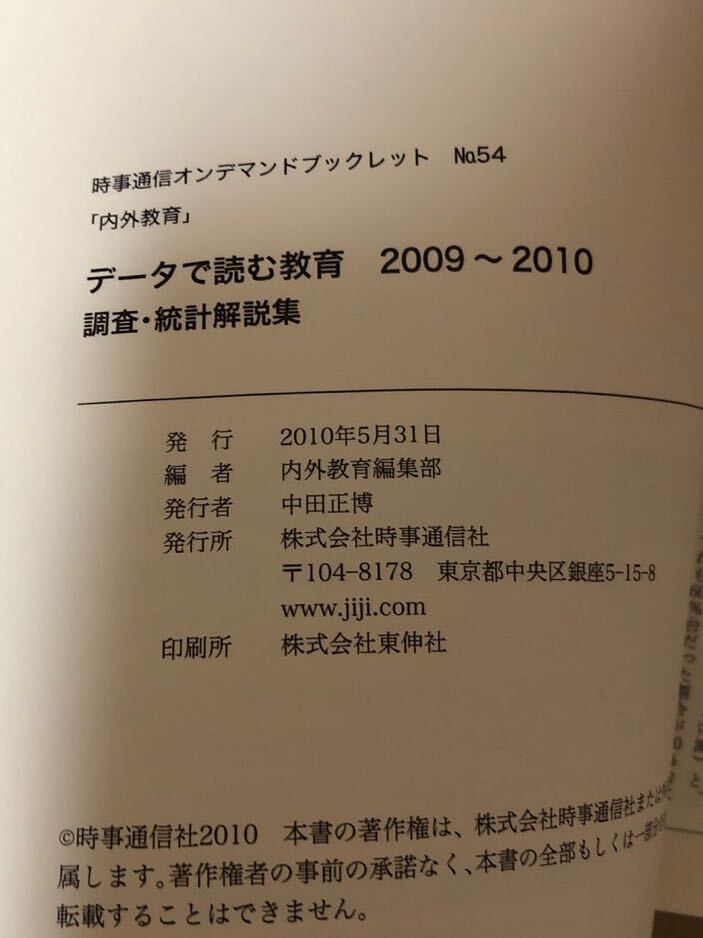 時事通信オンデマンドブックレット　№54
「内外教育」
データで読む教育　2009～2010
調査・統計解説集
発　行　2010年5月31日
編　者　内外教育編集部
発行者　中田正博
発行所　株式会社時事通信社
〒104-8178　東京都中央区銀座5-15-8
www.jiji.com
印刷所　株式会社東伸社
©時事通信社2010　本書の著作権は、株式会社時事通信社または
属します。著作権者の事前の承諾なく、本書の全部もしくは一部分
転載することはできません。